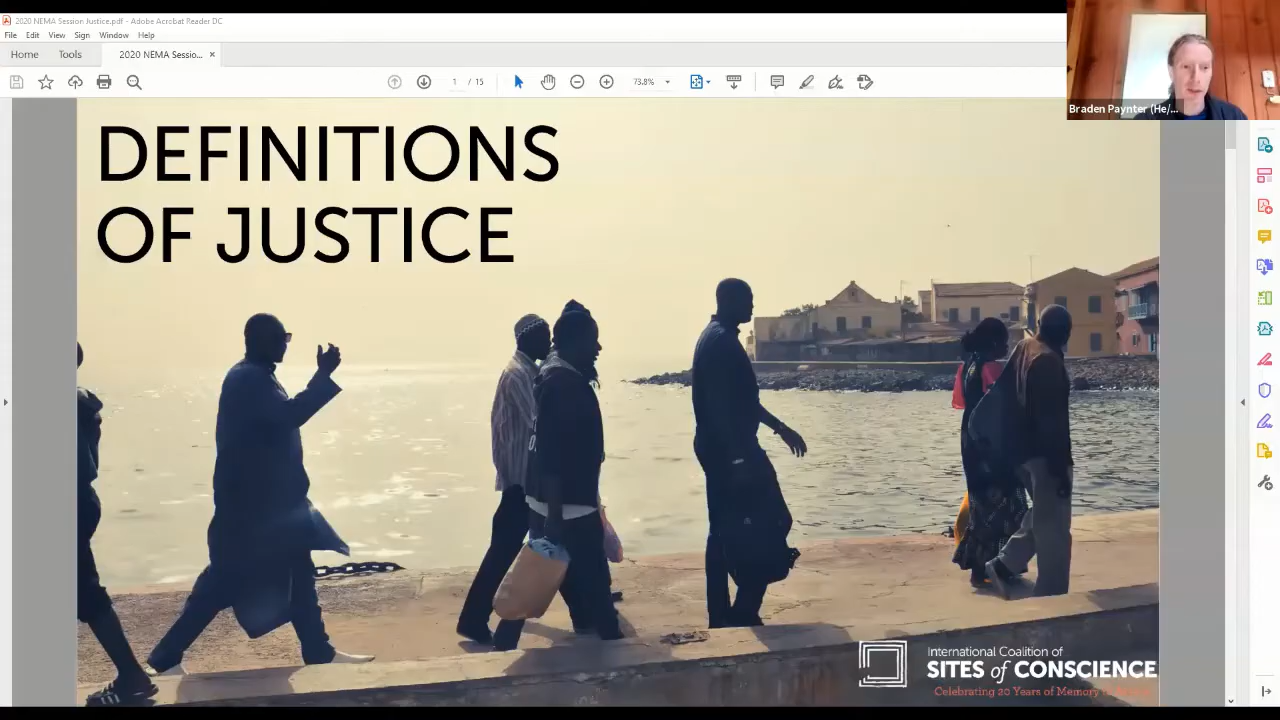 2020 NEMA Session Justice.pdf - Adobe Acrobat Reader DC
File Edit View Sign Window Help
Home Tools 2020 NEMA Sessio... ×
1 / 15 73.8%
Braden Paynter (He/...
DEFINITIONS
OF JUSTICE
International Coalition of
SITES of CONSCIENCE
Celebrating 20 Years of Memory